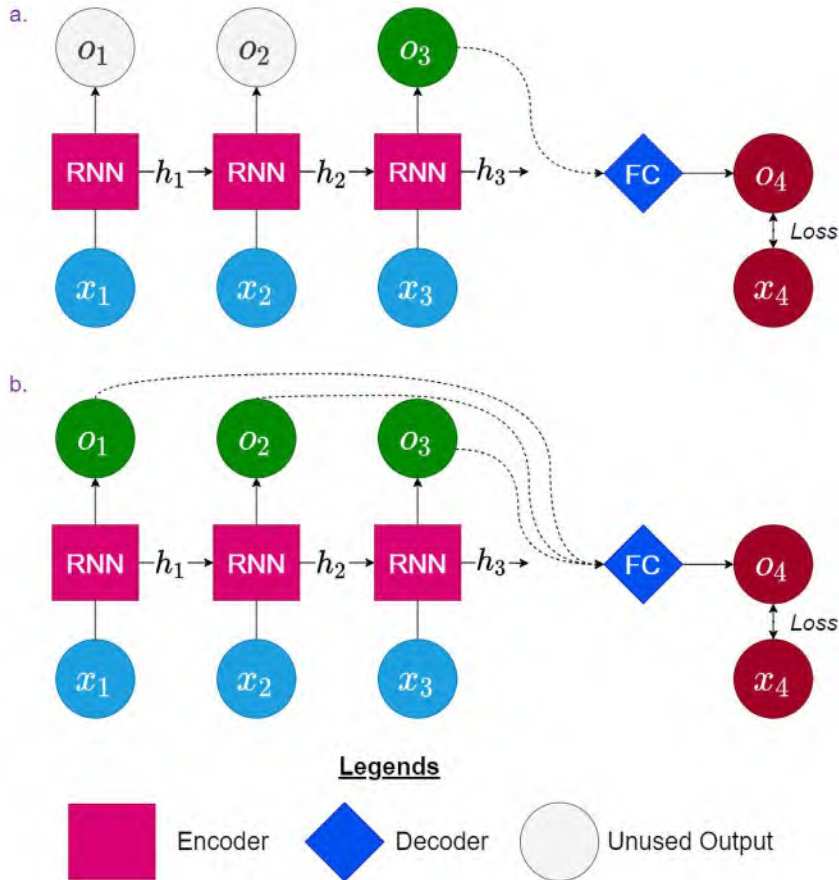 a.
o₁ o₂ o₃
RNN h₁ RNN h₂ RNN h₃ FC o₄
Loss
x₁ x₂ x₃ x₄
b.
o₁ o₂ o₃
RNN h₁ RNN h₂ RNN h₃ FC o₄
Loss
x₁ x₂ x₃ x₄
Legends
Encoder Decoder Unused Output